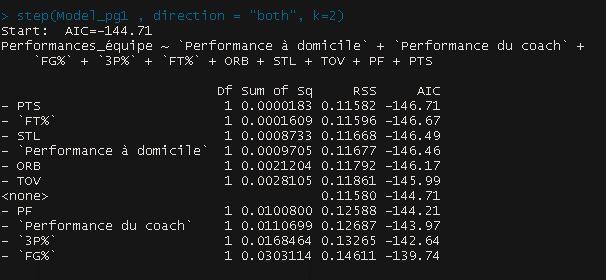 > step(Model_pg1 , direction = "both", k=2)
Start:  AIC=-144.71
Performances_équipe ~ `Performance à domicile` + `Performance du coach` +
    `FG%` + `3P%` + `FT%` + ORB + STL + TOV + PF + PTS

                           Df Sum of Sq     RSS     AIC
- PTS                       1 0.0000183 0.11582 -146.71
- `FT%`                     1 0.0001609 0.11596 -146.67
- STL                       1 0.0008733 0.11668 -146.49
- `Performance à domicile`  1 0.0009705 0.11677 -146.46
- ORB                       1 0.0021204 0.11792 -146.17
- TOV                       1 0.0028105 0.11861 -145.99
<none>                                  0.11580 -144.71
- PF                        1 0.0100800 0.12588 -144.21
- `Performance du coach`    1 0.0110699 0.12687 -143.97
- `3P%`                     1 0.0168464 0.13265 -142.64
- `FG%`                     1 0.0303114 0.14611 -139.74